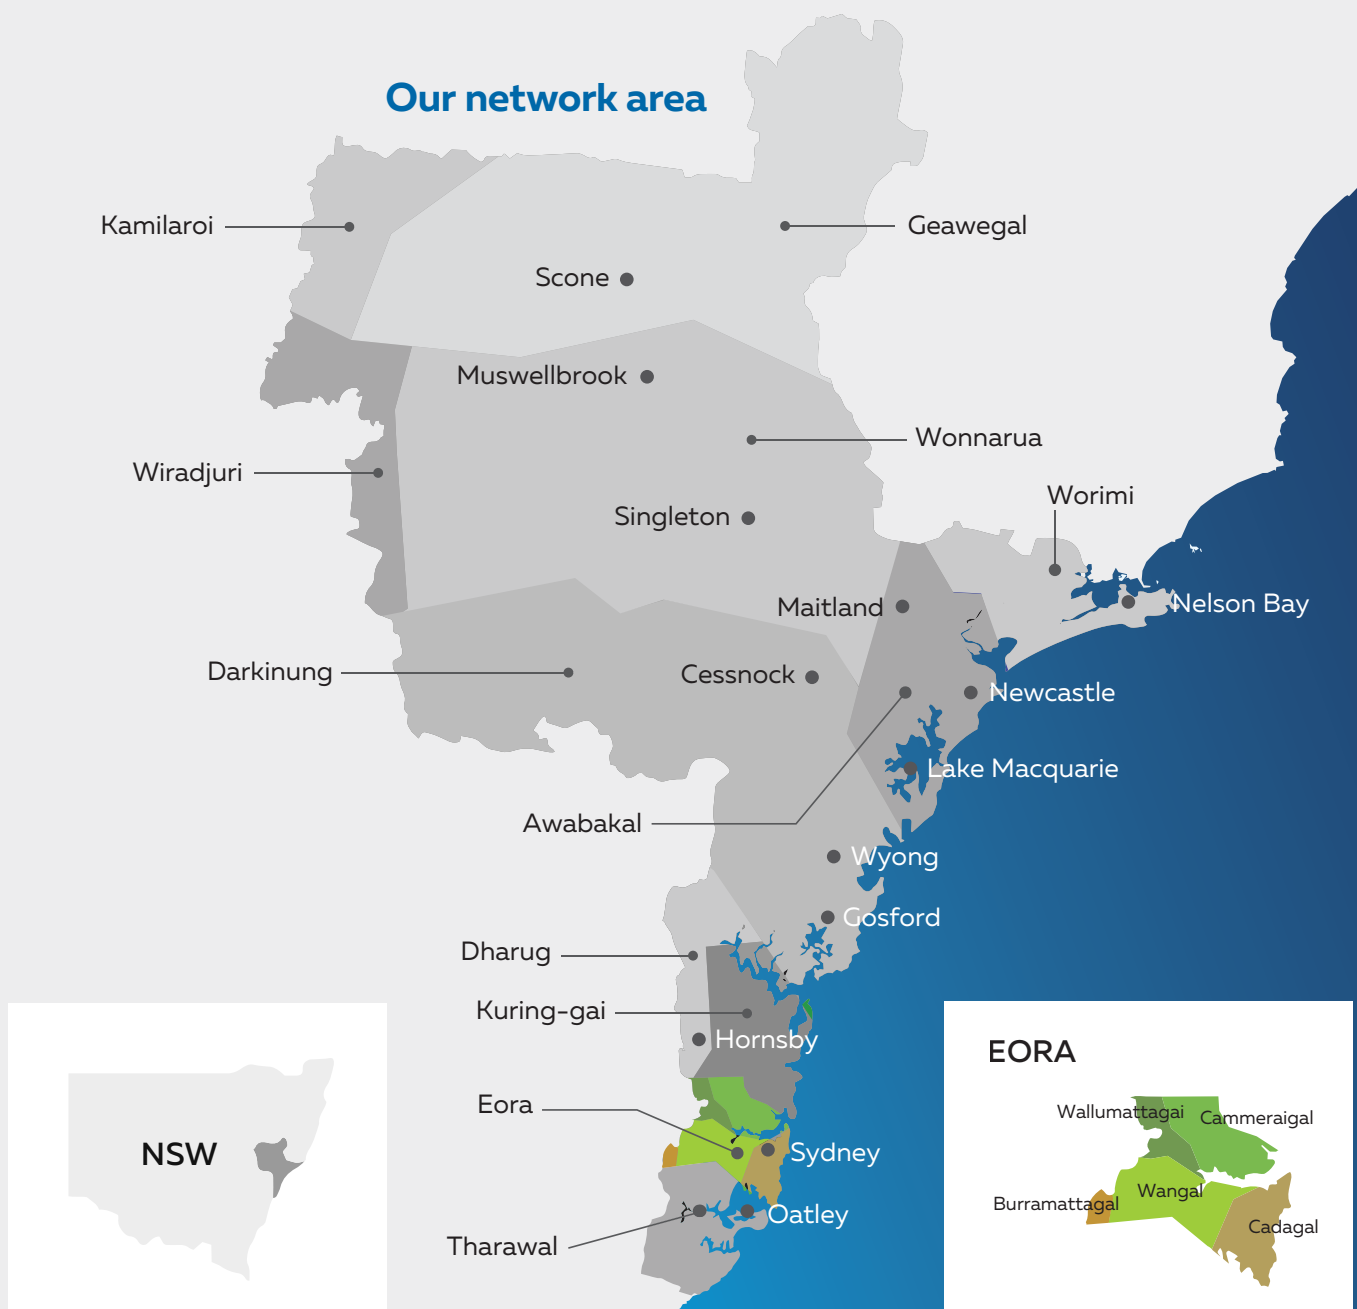 Our network area
Kamilaroi
Geawegal
Scone
Muswellbrook
Wonnarua
Wiradjuri
Worimi
Singleton
Nelson Bay
Maitland
Darkinung
Cessnock
Newcastle
Lake Macquarie
Awabakal
Wyong
Gosford
Dharug
Kuring-gai
Hornsby
Eora
Sydney
Oatley
Tharawal
NSW
EORA
Wallumattagai
Cammeraigal
Wangal
Burramattagal
Cadagal